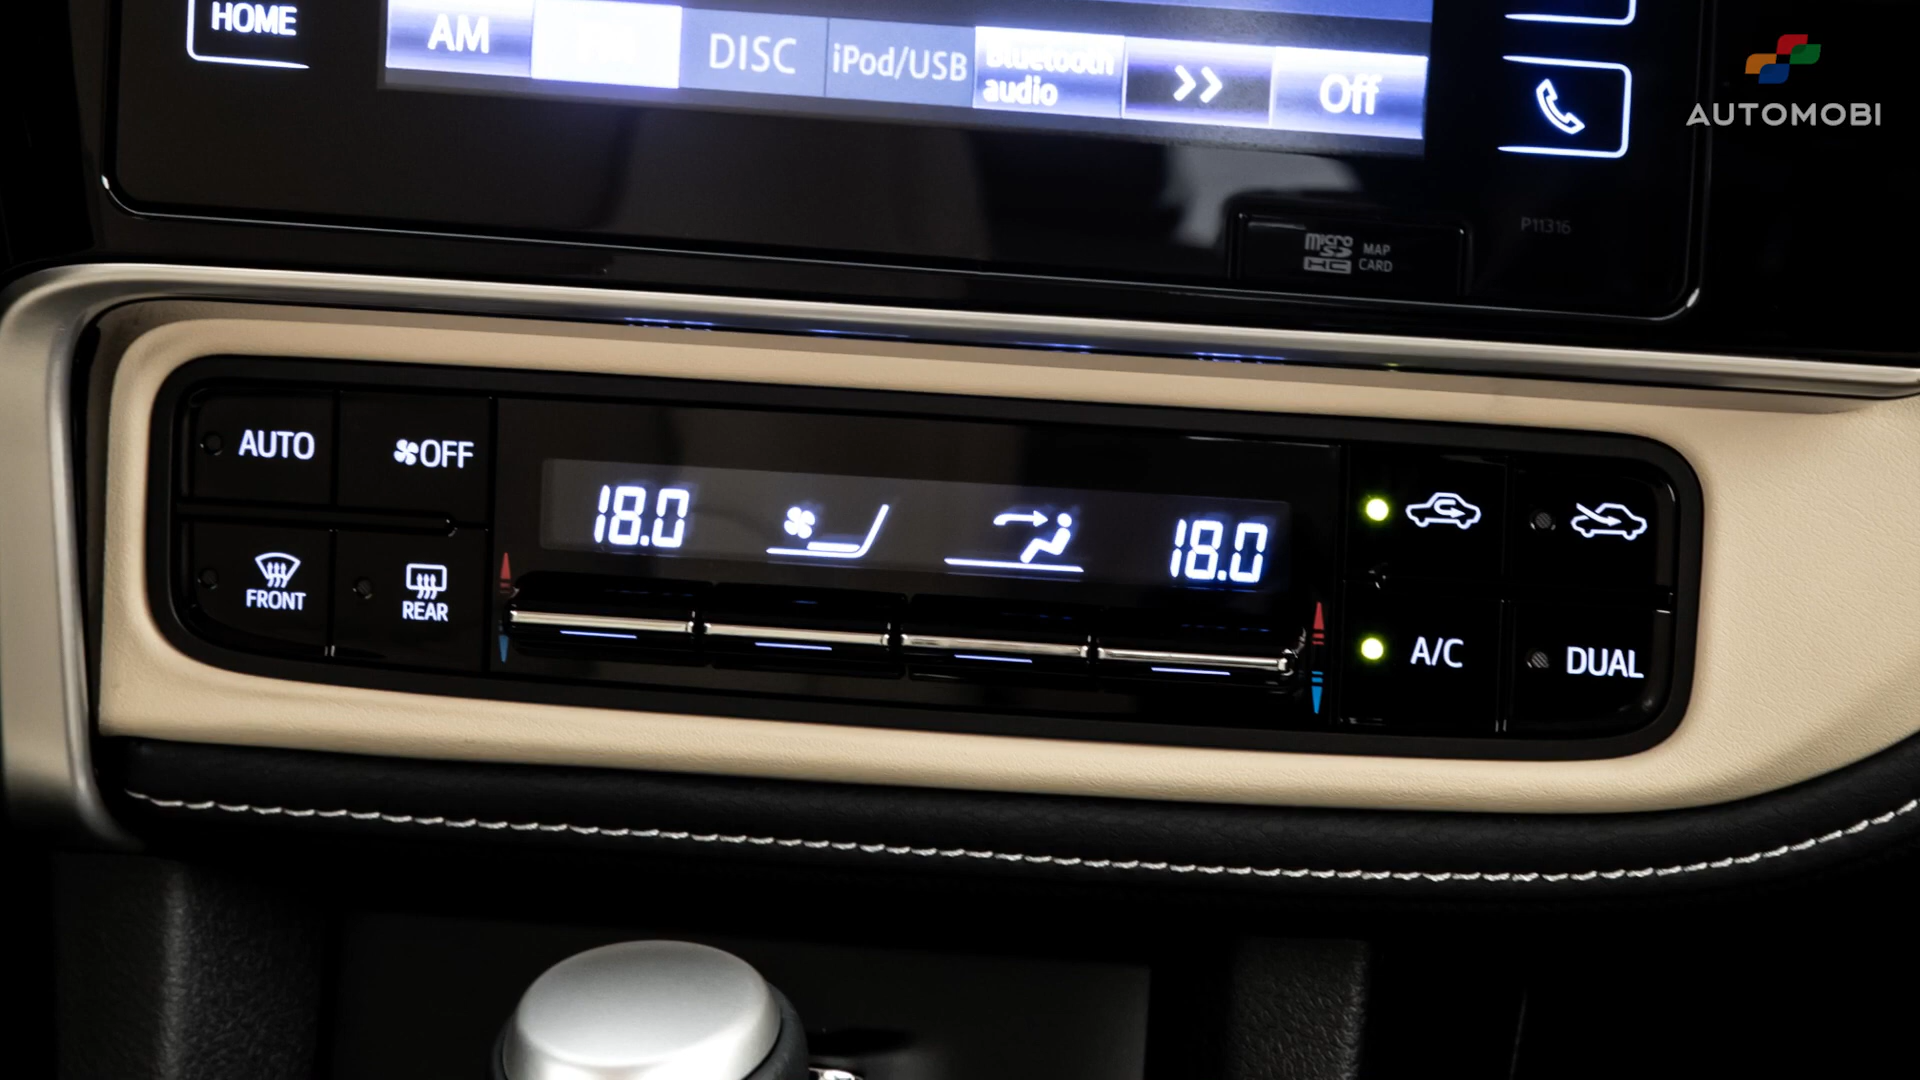 HOME
AM
DISC
iPod/USB
Bluetooth
audio
>>
Off
AUTOMOBI
P11316
micro
SD
HC
MAP
CARD
AUTO
OFF
18.0
18.0
FRONT
REAR
A/C
DUAL